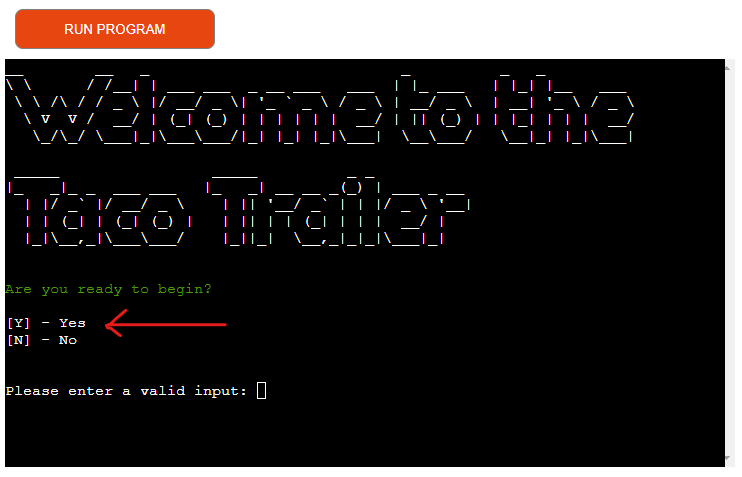 RUN PROGRAM
Welcome to the
Taco Trailer
Are you ready to begin?
[Y] - Yes
[N] - No
Please enter a valid input: